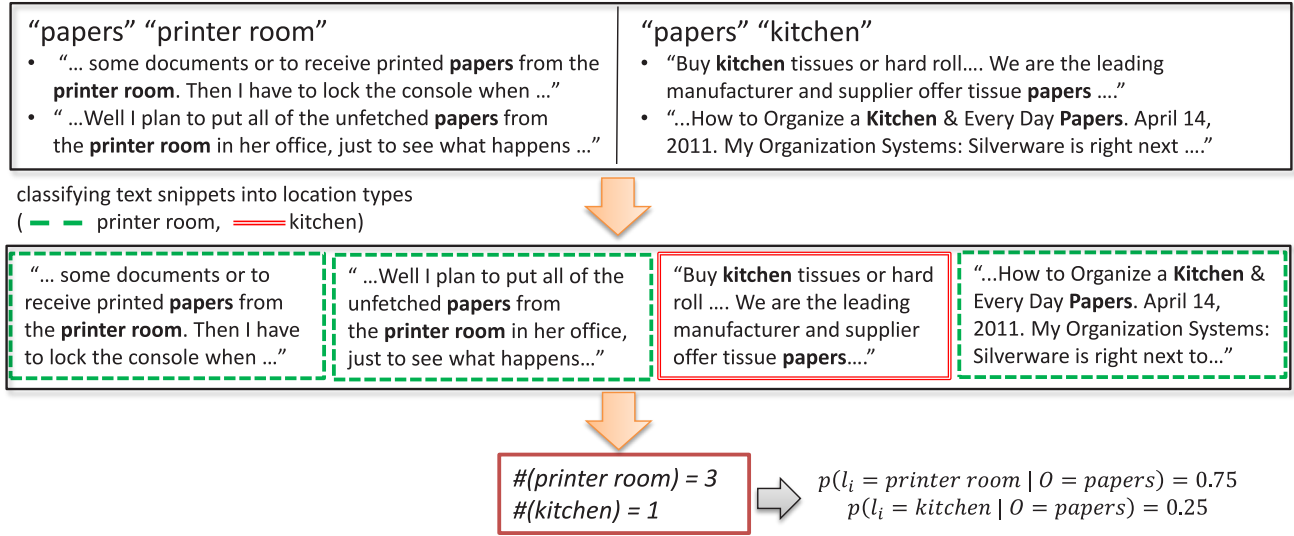 “papers” “printer room”
• “... some documents or to receive printed papers from the
printer room. Then I have to lock the console when ...”
• “ ...Well I plan to put all of the unfetched papers from
the printer room in her office, just to see what happens ...”
“papers” “kitchen”
• “Buy kitchen tissues or hard roll.... We are the leading
manufacturer and supplier offer tissue papers ....”
• “...How to Organize a Kitchen & Every Day Papers. April 14,
2011. My Organization Systems: Silverware is right next ....”
classifying text snippets into location types
( printer room, kitchen)
“... some documents or to
receive printed papers from
the printer room. Then I have
to lock the console when ...”
“ ...Well I plan to put all of the
unfetched papers from
the printer room in her office,
just to see what happens...”
“Buy kitchen tissues or hard
roll .... We are the leading
manufacturer and supplier
offer tissue papers....”
“...How to Organize a Kitchen &
Every Day Papers. April 14,
2011. My Organization Systems:
Silverware is right next to...”
#(printer room) = 3
#(kitchen) = 1
p(lᵢ = printer room | O = papers) = 0.75
p(lᵢ = kitchen | O = papers) = 0.25